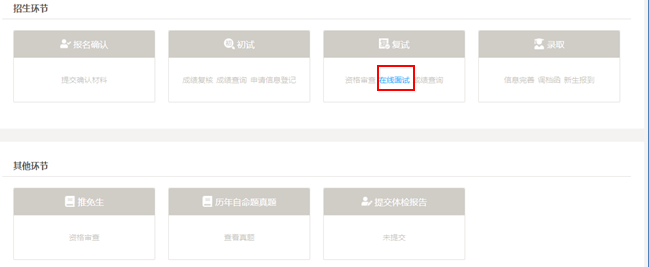 招生环节
报名确认 初试 复试 录取
提交确认材料 成绩复核 成绩查询 申请信息登记 资格审查 在线面试 成绩查询 信息完善 调档函 新生报到
其他环节
推免生 历年自命题真题 提交体检报告
资格审查 查看真题 未提交